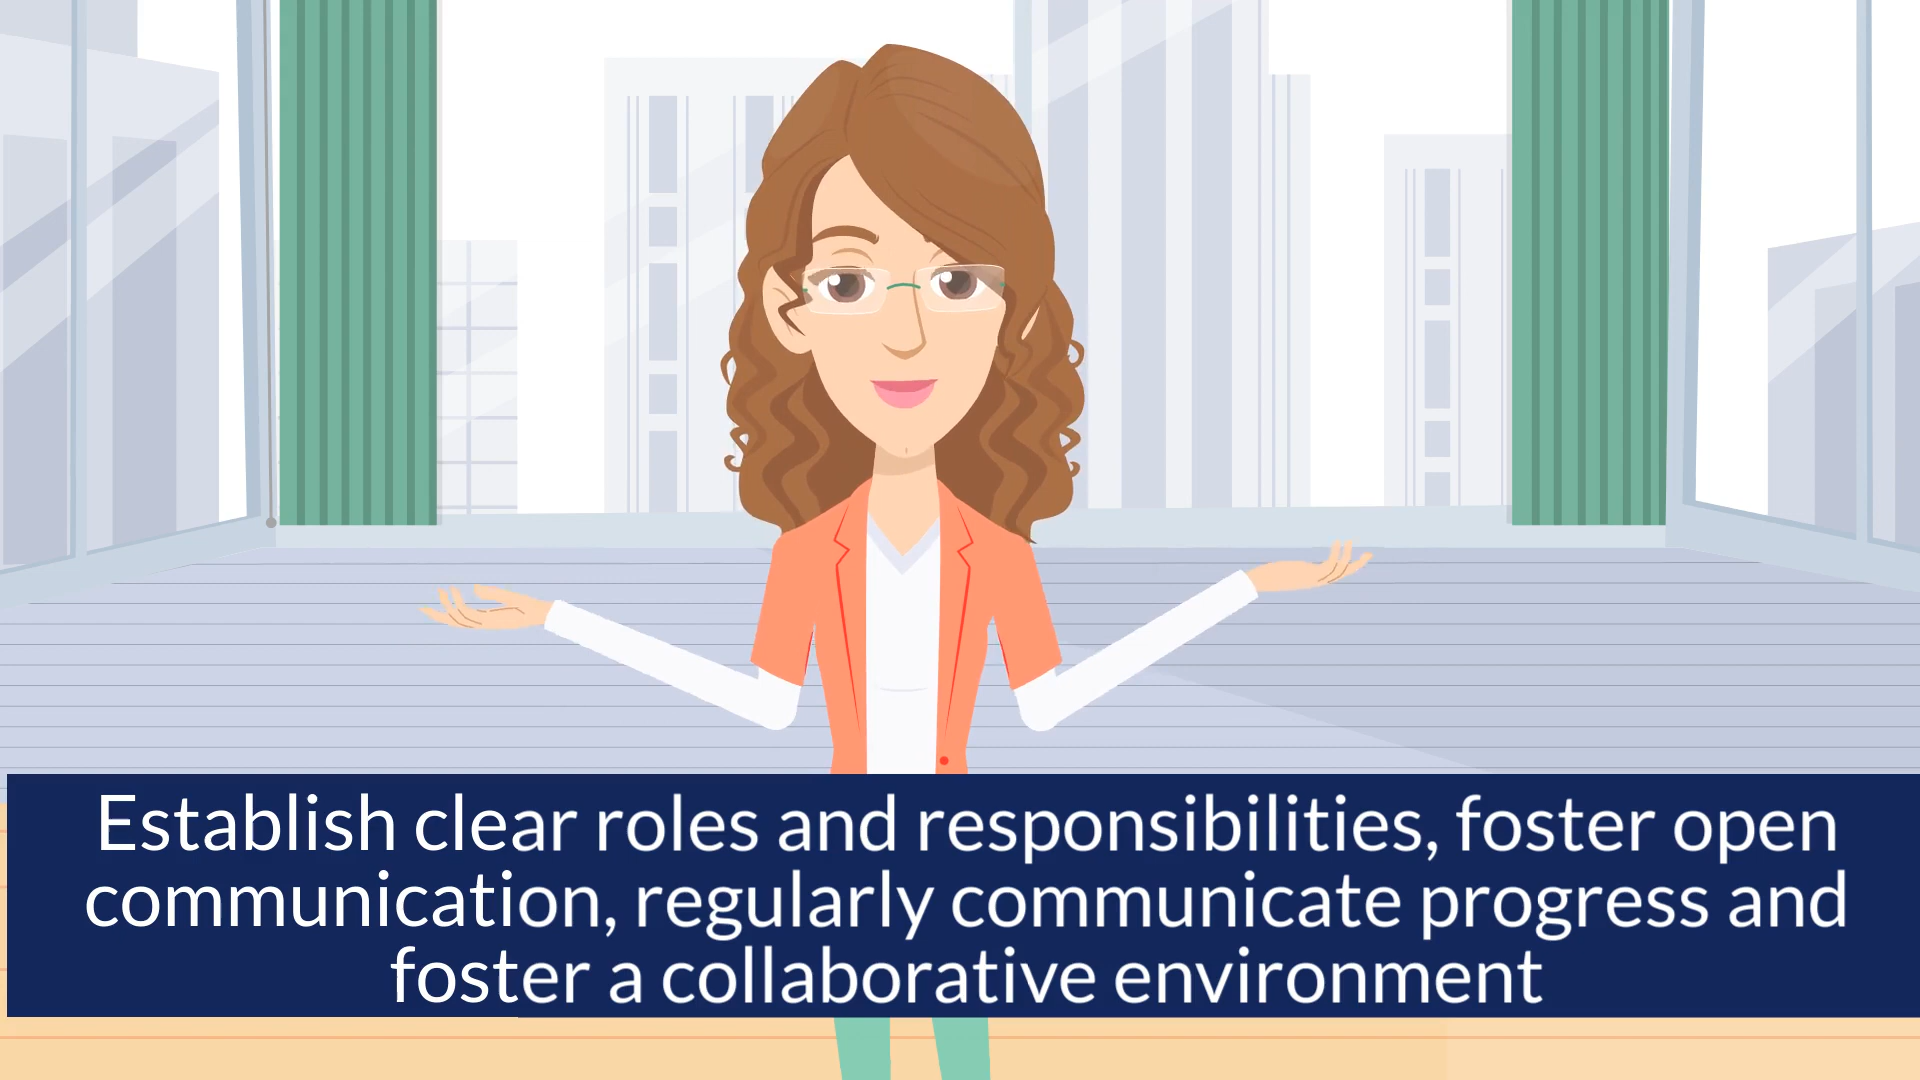 Establish clear roles and responsibilities, foster open
communication, regularly communicate progress and
foster a collaborative environment